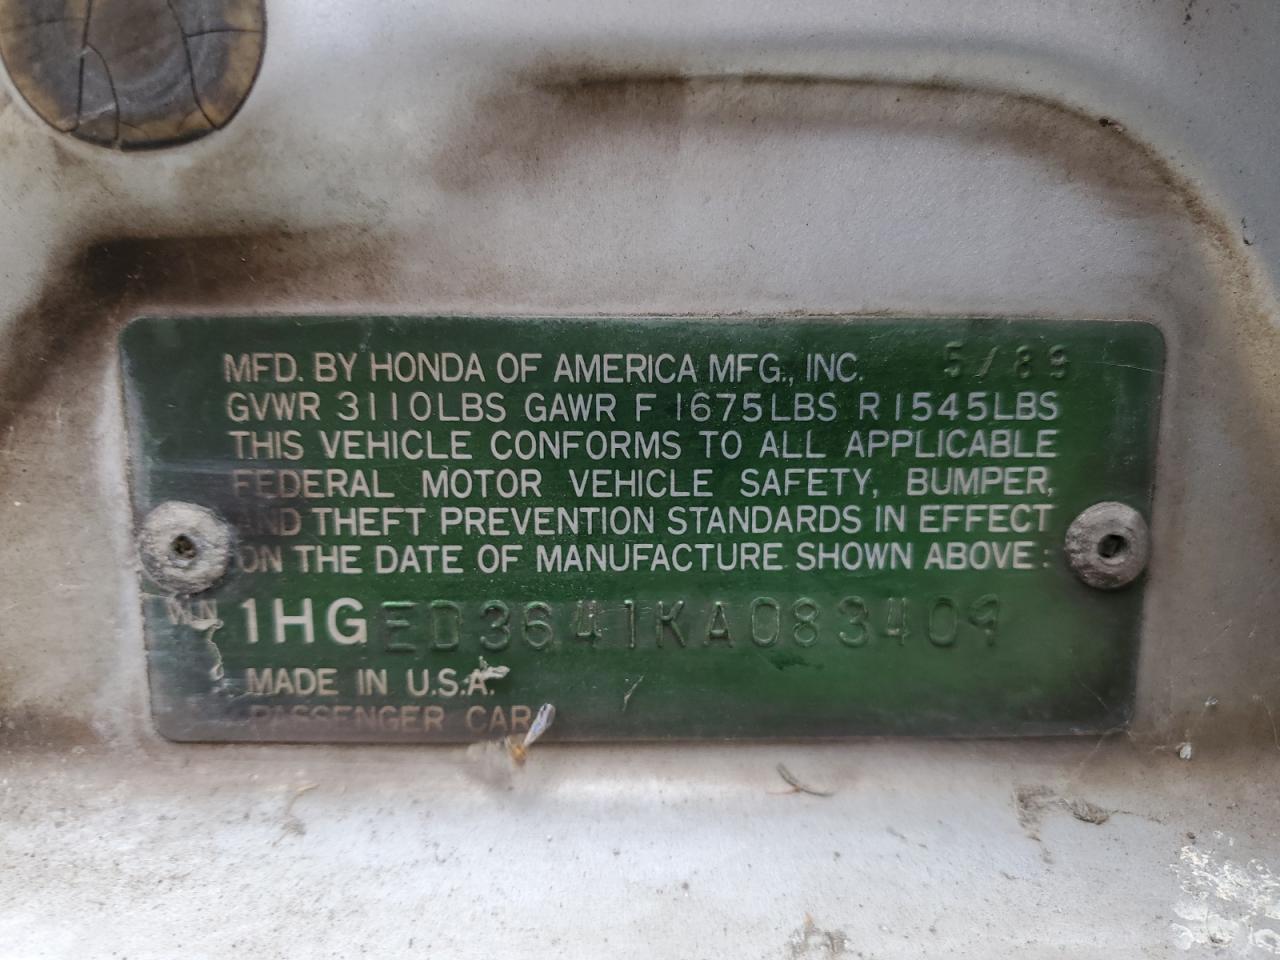 MFD. BY HONDA OF AMERICA MFG., INC. 5/89
GVWR 3110LBS GAWR F 1675LBS R 1545LBS
THIS VEHICLE CONFORMS TO ALL APPLICABLE
FEDERAL MOTOR VEHICLE SAFETY, BUMPER,
AND THEFT PREVENTION STANDARDS IN EFFECT
ON THE DATE OF MANUFACTURE SHOWN ABOVE:
V.I.N. 1HGED3641KA083409
MADE IN U.S.A.
PASSENGER CAR